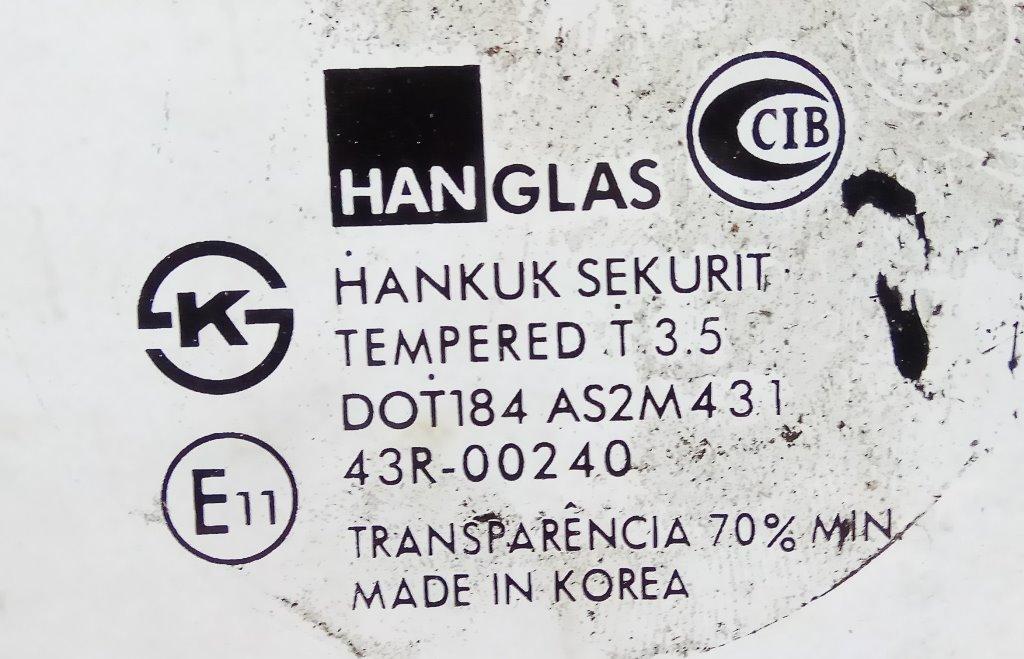 HANGLAS
CIB
HANKUK SEKURIT
TEMPERED T 3.5
K
DOT184 AS2M431
43R-00240
E11
TRANSPARÊNCIA 70% MIN
MADE IN KOREA